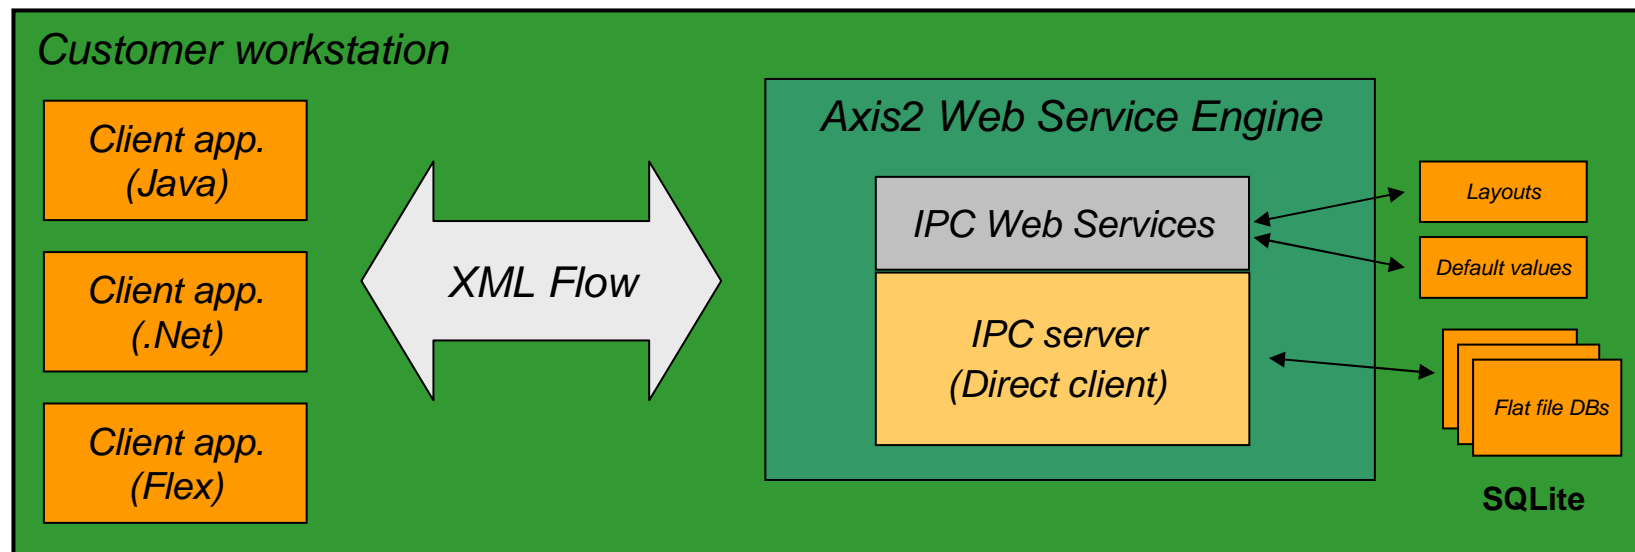 Customer workstation
Client app.
(Java)
Client app.
(.Net)
Client app.
(Flex)
XML Flow
Axis2 Web Service Engine
IPC Web Services
IPC server
(Direct client)
Layouts
Default values
Flat file DBs
SQLite